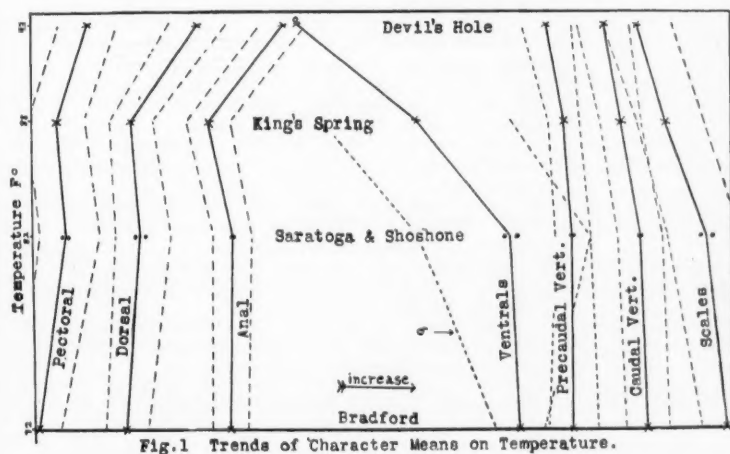 Devil's Hole
King's Spring
Saratoga & Shoshone
Temperature F°
Pectoral
Dorsal
Anal
σ
Ventrals
Precaudal Vert.
Caudal Vert.
Scales
increase
Bradford
Fig.1 Trends of Character Means on Temperature.